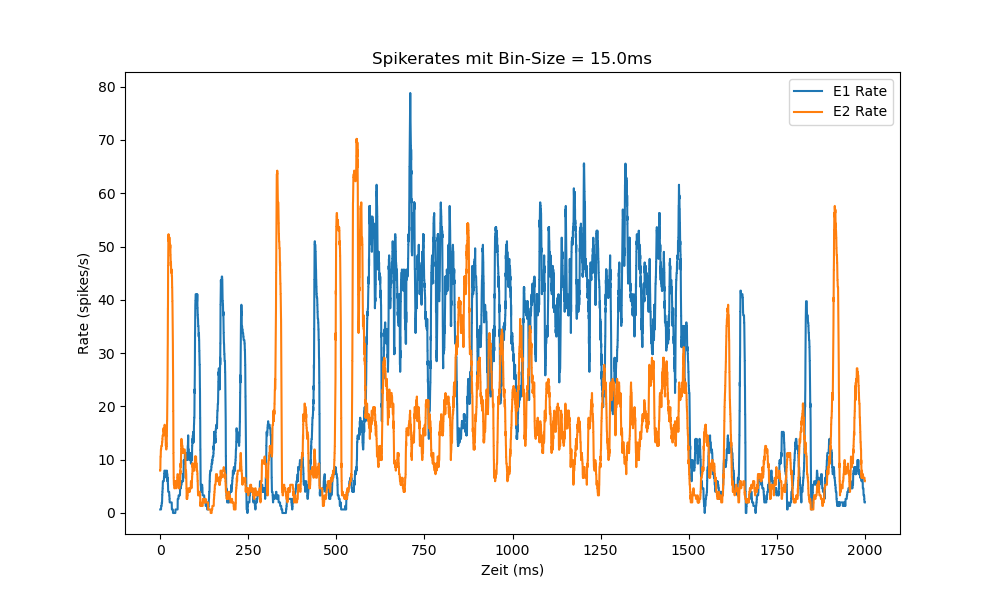 Spikerates mit Bin-Size = 15.0ms
E1 Rate
E2 Rate
80
70
60
50
40
30
20
10
0
Rate (spikes/s)
0 250 500 750 1000 1250 1500 1750 2000
Zeit (ms)